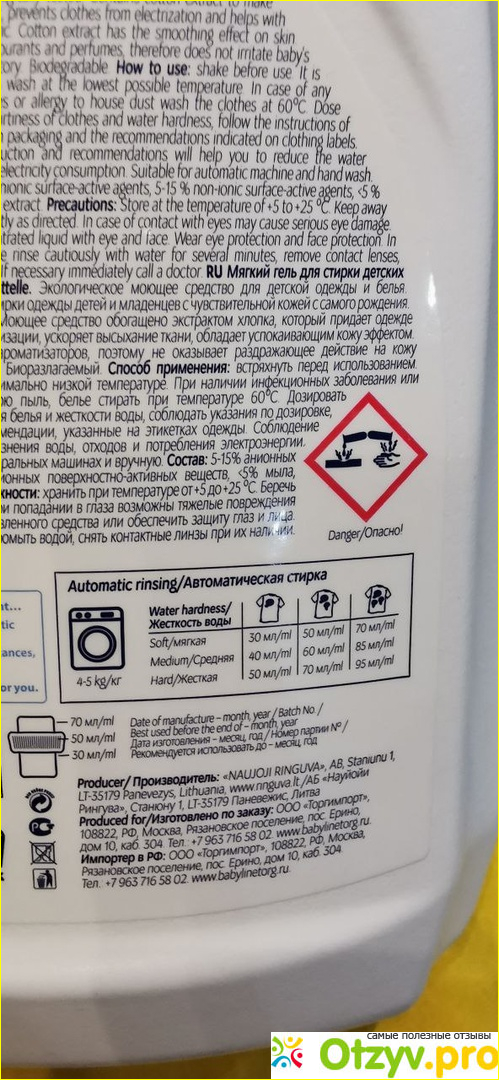 prevents clothes from electrization and helps with
Cotton extract has the smoothing effect on skin.
and perfumes, therefore does not irritate baby's
Biodegradable. How to use: shake before use. It is
wash at the lowest possible temperature. In case of any
or allergy to house dust wash the clothes at 60°C. Dose
of clothes and water hardness, follow the instructions of
packaging and the recommendations indicated on clothing labels.
and recommendations will help you to reduce the water
consumption. Suitable for automatic machine and hand wash.
surface-active agents, 5-15 % non-ionic surface-active agents, <5 %
extract. Precautions: Store at the temperature of +5 to +25 °C. Keep away
as directed. In case of contact with eyes may cause serious eye damage.
liquid with eye and face. Wear eye protection and face protection. In
rinse cautiously with water for several minutes, remove contact lenses,
If necessary immediately call a doctor. RU Мягкий гель для стирки детских
Экологическое моющее средство для детской одежды и белья.
одежды детей и младенцев с чувствительной кожей с самого рождения.
Моющее средство обогащено экстрактом хлопка, который придает одежде
ускоряет высыхание ткани, обладает успокаивающим кожу эффектом.
поэтому не оказывает раздражающее действие на кожу
Биоразлагаемый. Способ применения: встряхнуть перед использованием.
низкой температуре. При наличии инфекционных заболевания или
пыль, белье стирать при температуре 60°C. Дозировать
белья и жесткости воды, соблюдать указания по дозировке,
указанные на этикетках одежды. Соблюдение
воды, отходов и потребления электроэнергии.
машинах и вручную. Состав: 5-15% анионных
поверхностно-активных веществ, <5% мыла,
хранить при температуре от +5 до +25 °C. Беречь
попадании в глаза возможны тяжелые повреждения
средства или обеспечить защиту глаз и лица.
водой, снять контактные линзы при их наличии.
Danger/Опасно!
Automatic rinsing/Автоматическая стирка
Water hardness/
Жесткость воды
Soft/мягкая 30 мл/ml 50 мл/ml 70 мл/ml
Medium/Средняя 40 мл/ml 60 мл/ml 85 мл/ml
Hard/Жесткая 50 мл/ml 70 мл/ml 95 мл/ml
4-5 kg/кг
or you.
70 мл/ml
50 мл/ml
30 мл/ml
Date of manufacture – month, year / Batch No. /
Best used before the end of – month, year
Дата изготовления – месяц, год / Номер партии № /
Рекомендуется использовать до – месяц, год
Producer/ Производитель: «NAUJOJI RINGUVA», AB, Staniunu 1,
LT-35179 Panevezys, Lithuania, www.ringuva.lt /АБ «Науйойи
Рингува», Станюну 1, LT-35179 Паневежис, Литва
Produced for/Изготовлено по заказу: ООО «Торгимпорт»,
108822, РФ, Москва, Рязановское поселение, пос. Ерино,
дом 10, каб. 304. Тел. +7 963 716 58 02. www.babylinetorg.ru.
Импортер в РФ: ООО «Торгимпорт», 108822, РФ, Москва,
Рязановское поселение, пос. Ерино, дом 10, каб. 304.
Тел. +7 963 716 58 02. www.babylinetorg.ru.
самые полезные отзывы
Otzyv.pro